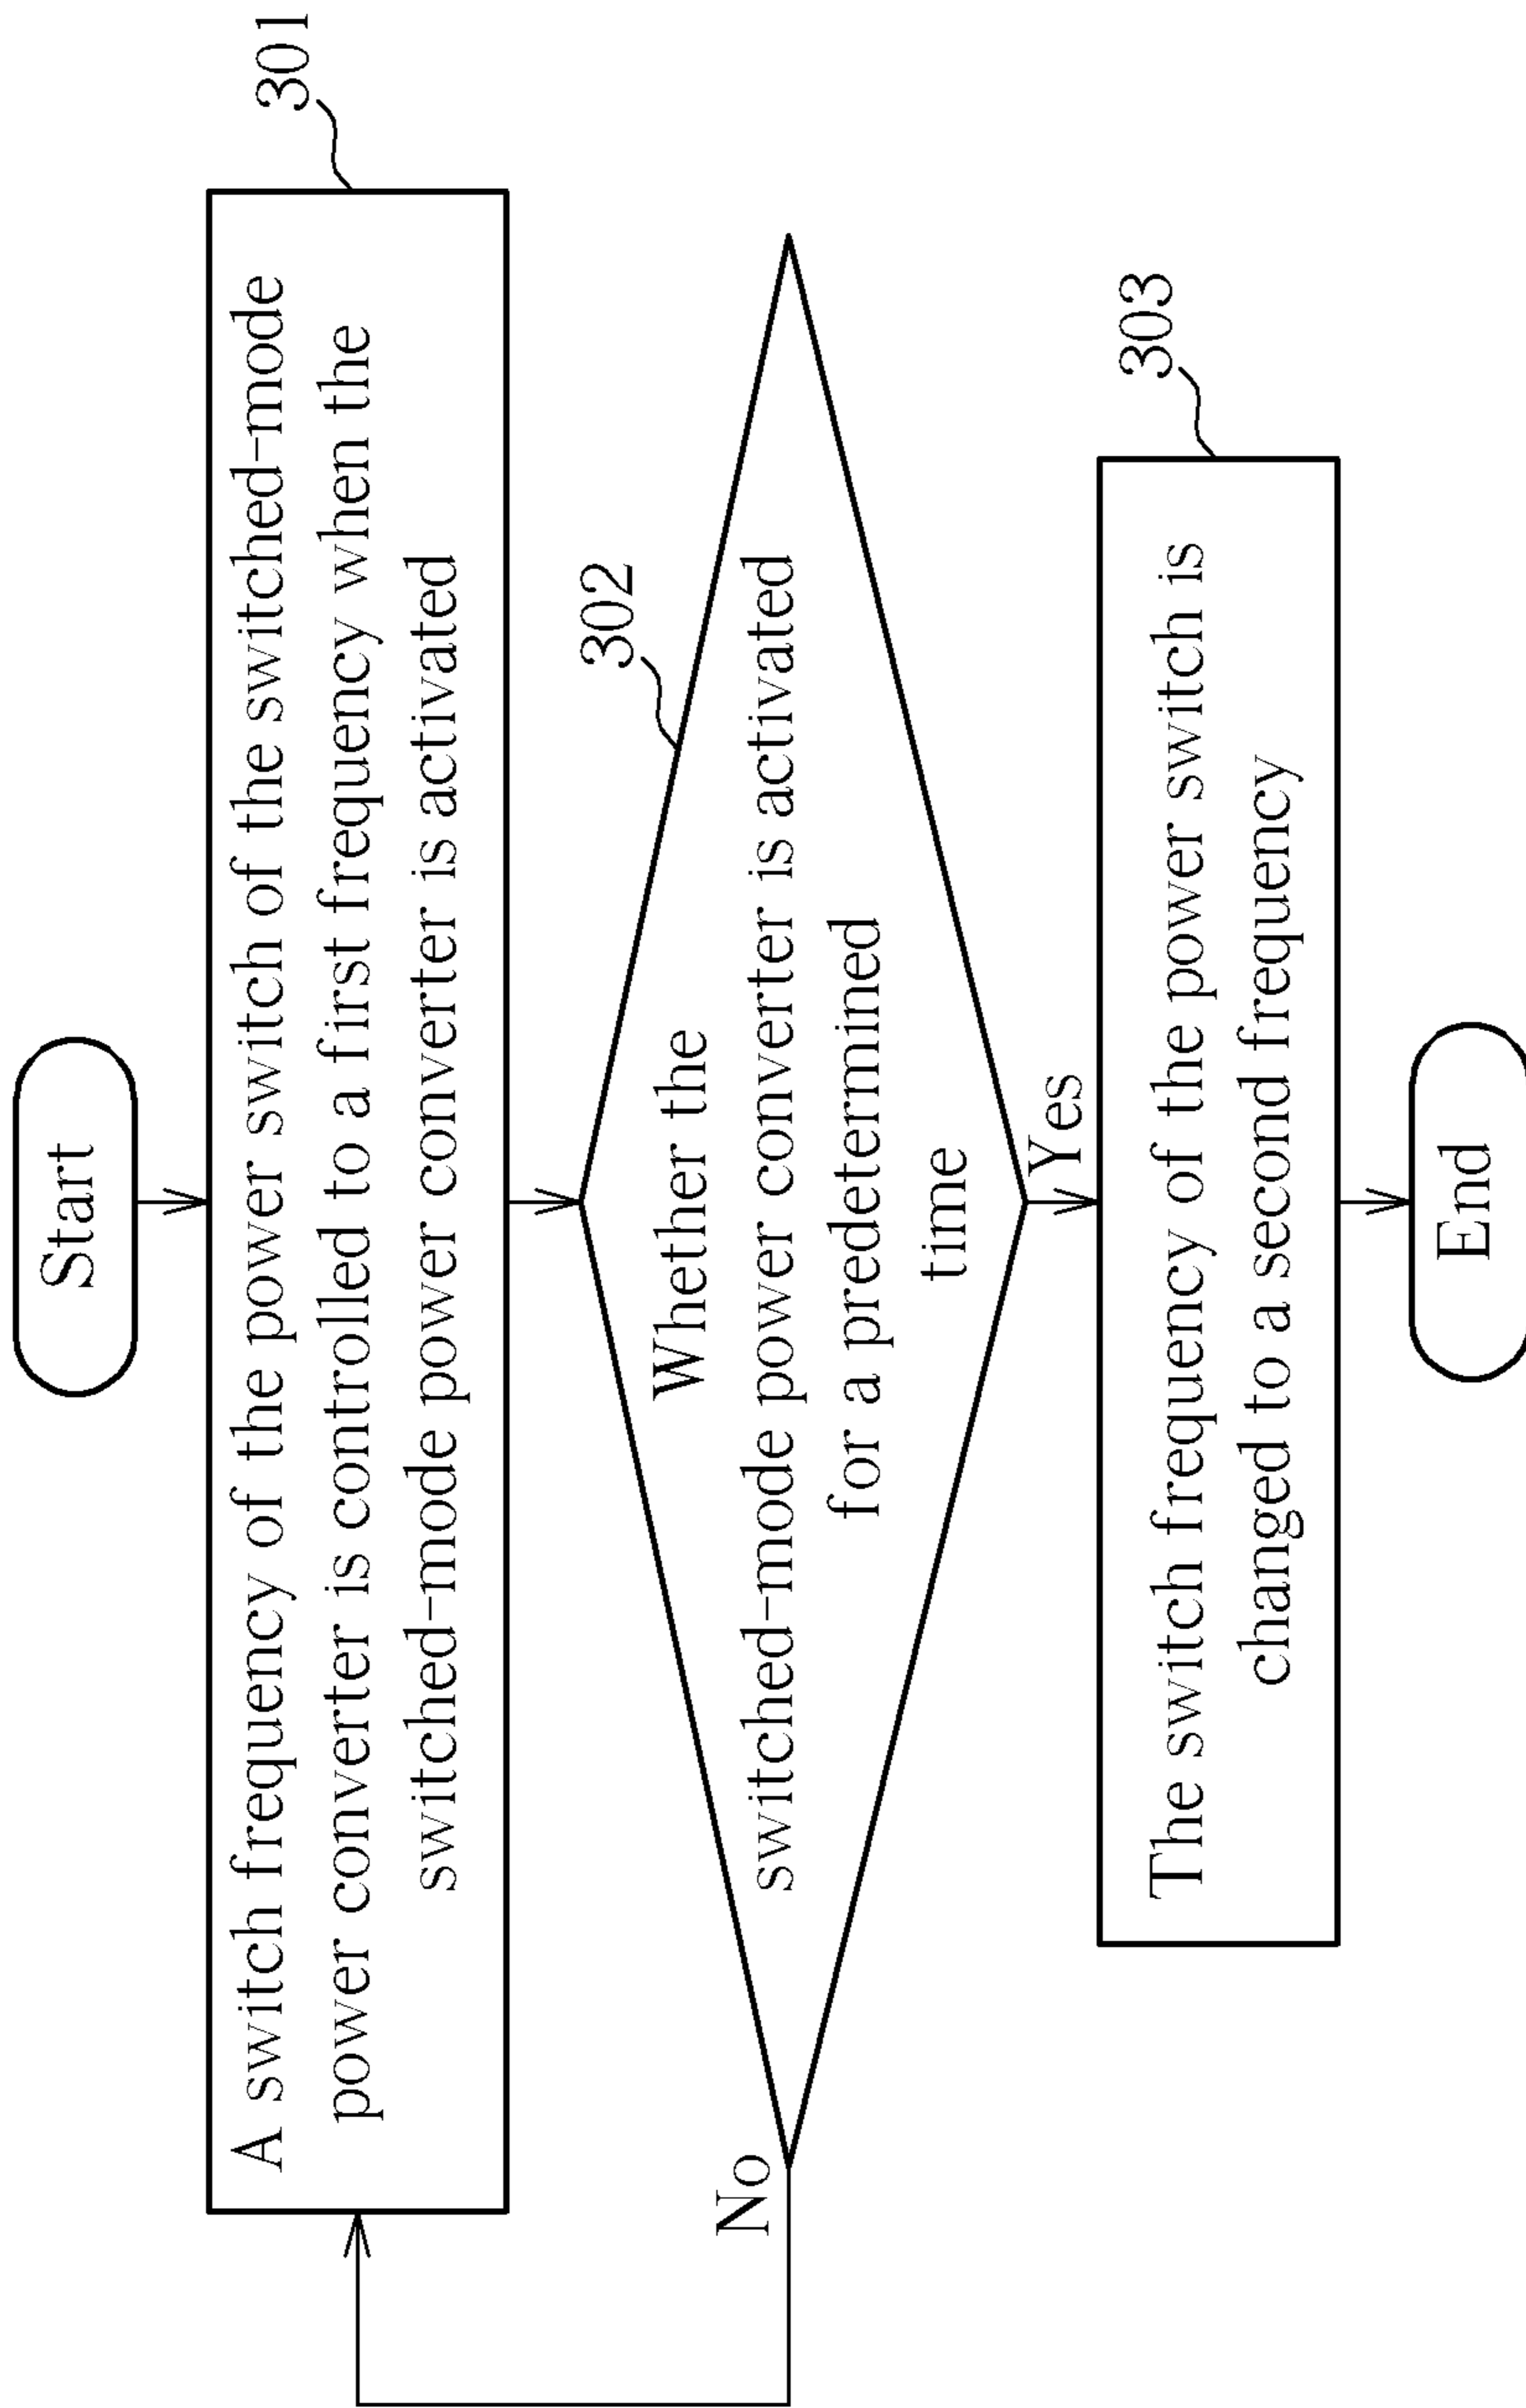 Start
A switch frequency of the power switch of the switched-mode
power converter is controlled to a first frequency when the
switched-mode power converter is activated
301
302
Whether the
switched-mode power converter is activated
for a predetermined
time
No
Yes
303
The switch frequency of the power switch is
changed to a second frequency
End